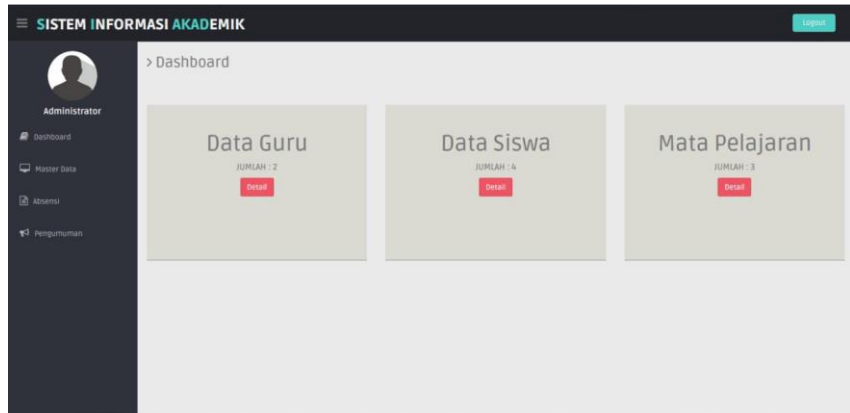 SISTEM INFORMASI AKADEMIK
Logout
Administrator
Dashboard
Master Data
Absensi
Pengumuman
> Dashboard
Data Guru
JUMLAH : 2
Detail
Data Siswa
JUMLAH : 4
Detail
Mata Pelajaran
JUMLAH : 3
Detail